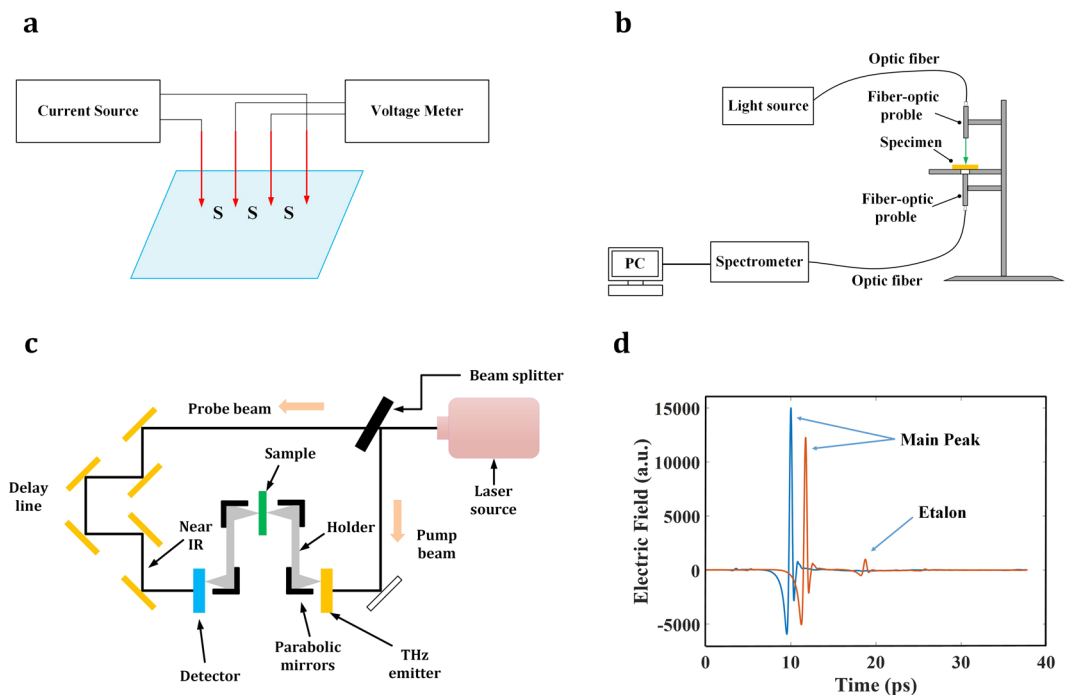 a
Current Source
Voltage Meter
S S S
b
Optic fiber
Light source
Fiber-optic
proble
Specimen
Fiber-optic
proble
PC
Spectrometer
Optic fiber
c
Beam splitter
Probe beam
Sample
Laser
source
Delay
line
Near
IR
Holder
Pump
beam
Parabolic
mirrors
THz
emitter
Detector
d
15000
10000
5000
0
-5000
Electric Field (a.u.)
Main Peak
Etalon
0 10 20 30 40
Time (ps)